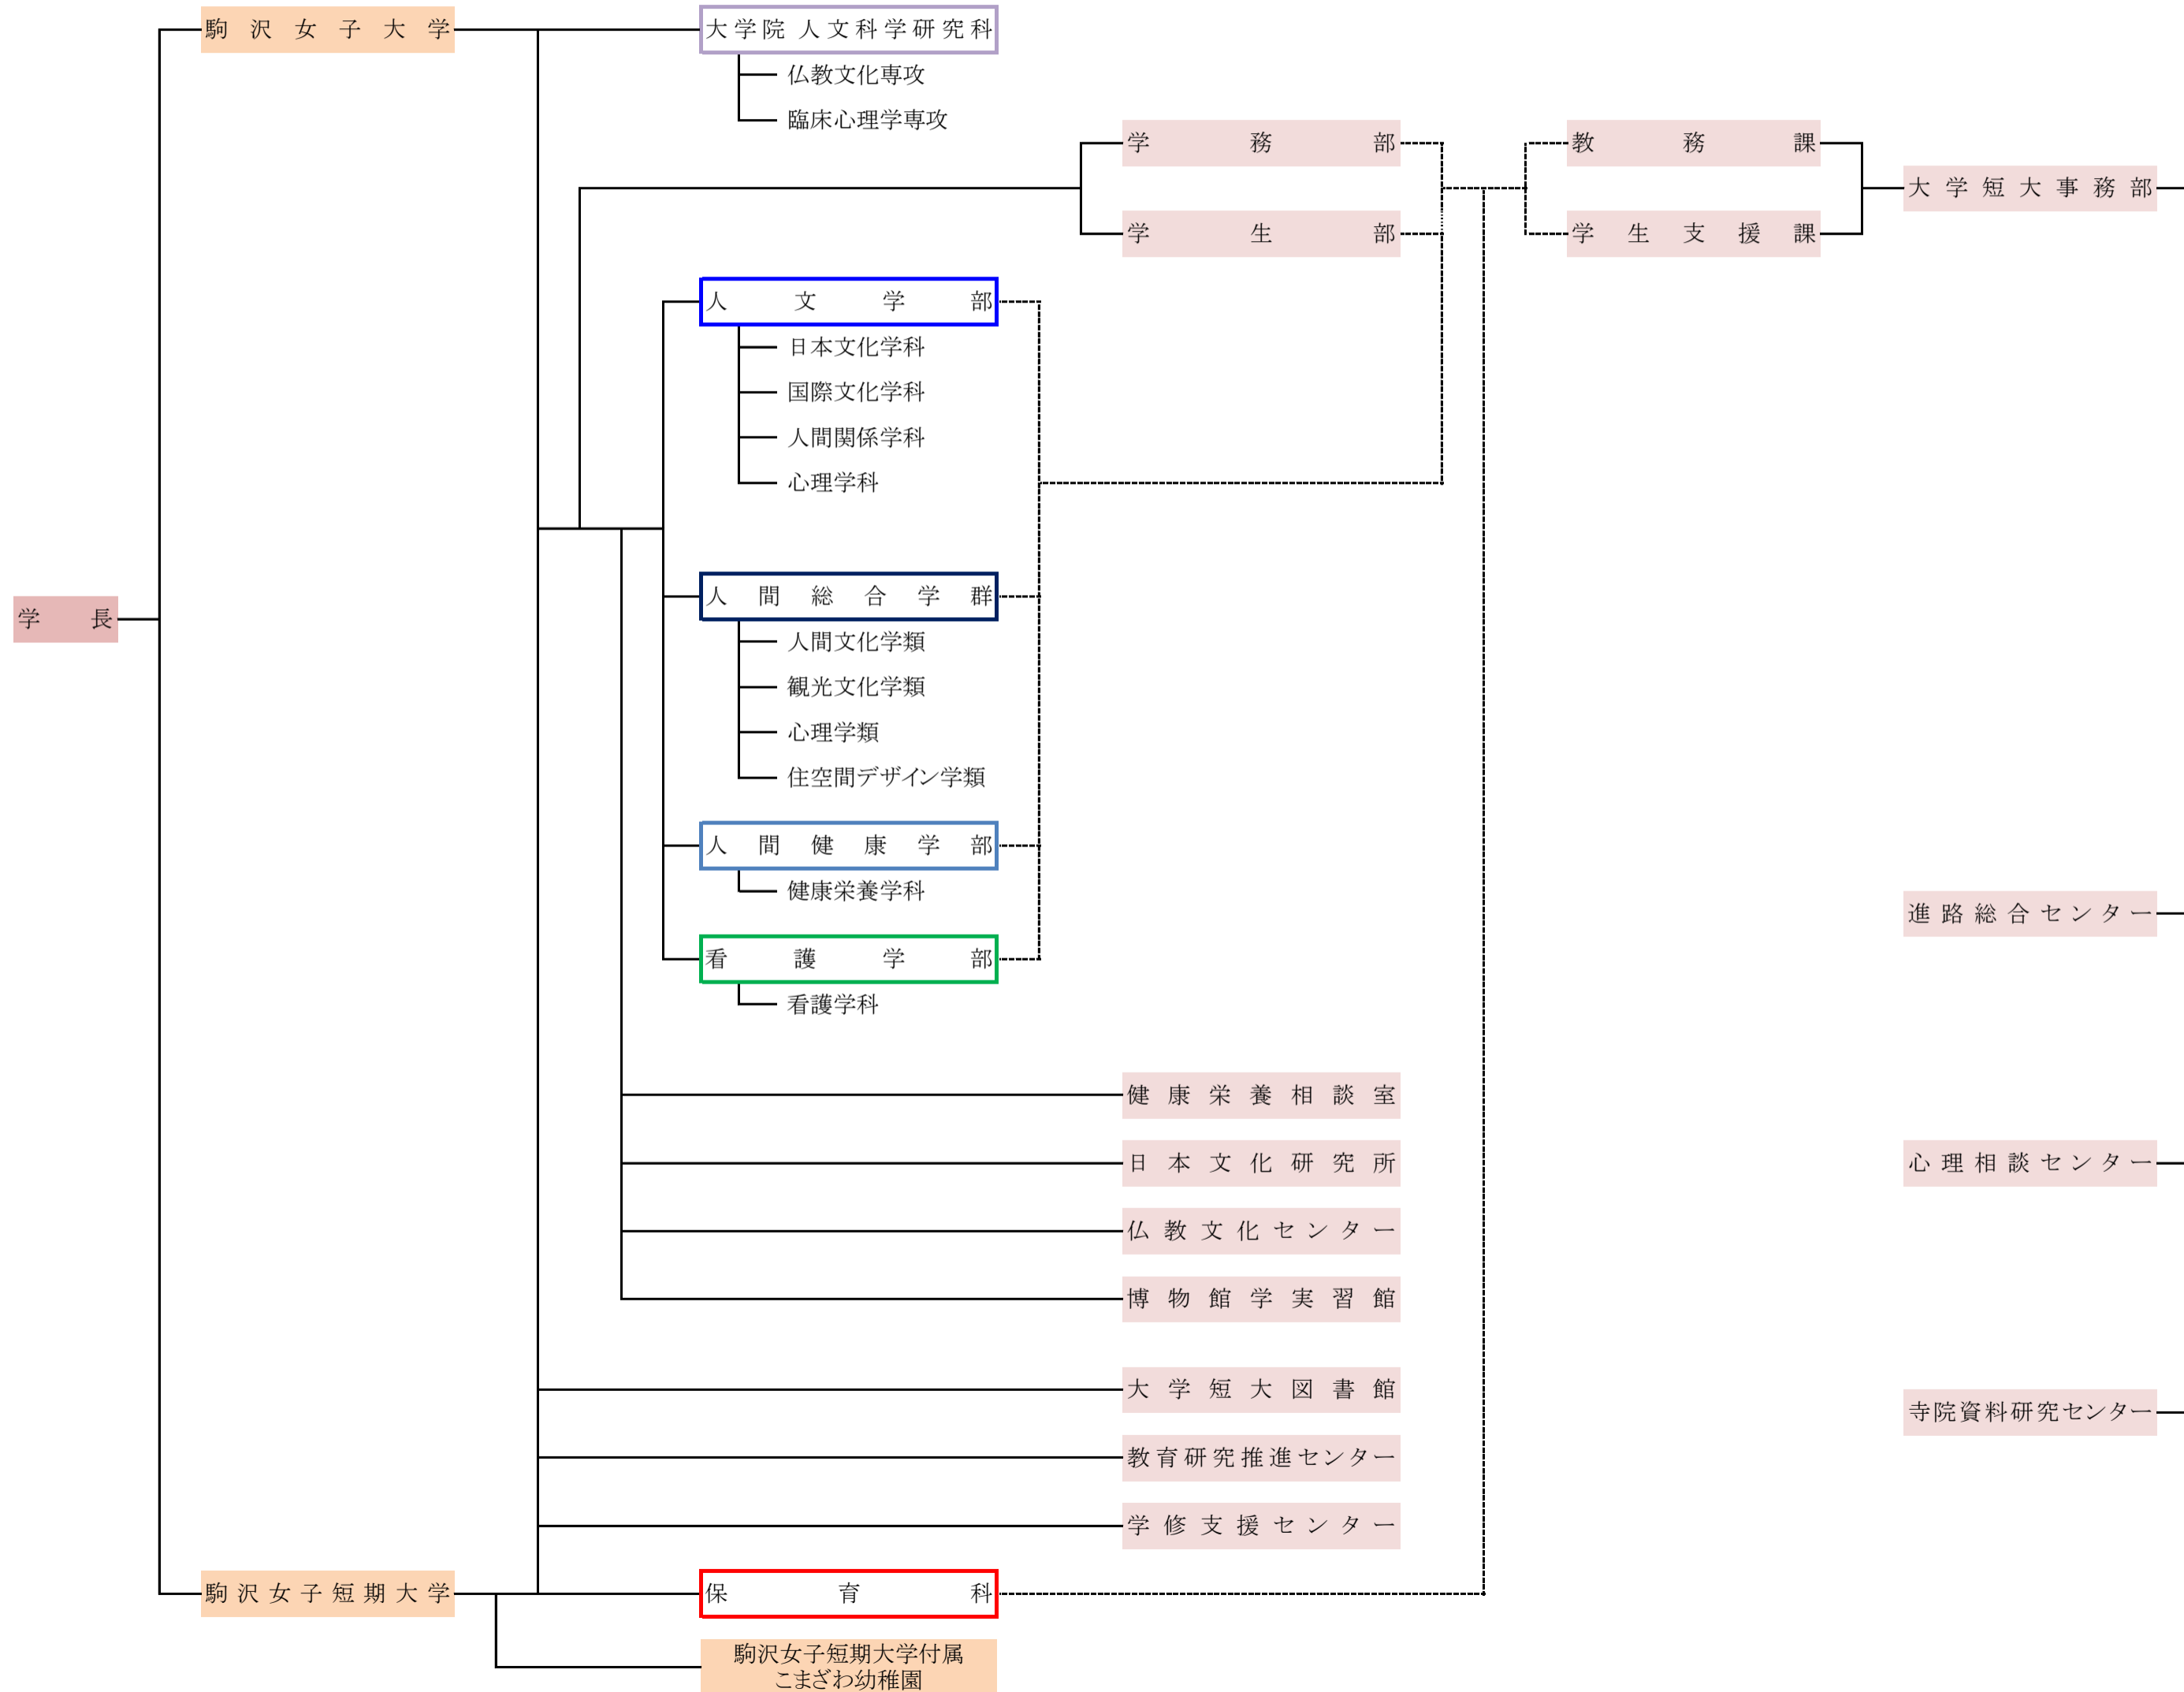 駒沢女子大学
大学院人文科学研究科
仏教文化専攻
臨床心理学専攻
学務部
教務課
大学短大事務部
学生部
学生支援課
人文学部
日本文化学科
国際文化学科
人間関係学科
心理学科
人間総合学群
学長
人間文化学類
観光文化学類
心理学類
住空間デザイン学類
人間健康学部
健康栄養学科
進路総合センター
看護学部
看護学科
健康栄養相談室
日本文化研究所
心理相談センター
仏教文化センター
博物館学実習館
大学短大図書館
寺院資料研究センター
教育研究推進センター
学修支援センター
駒沢女子短期大学
保育科
駒沢女子短期大学付属
こまざわ幼稚園